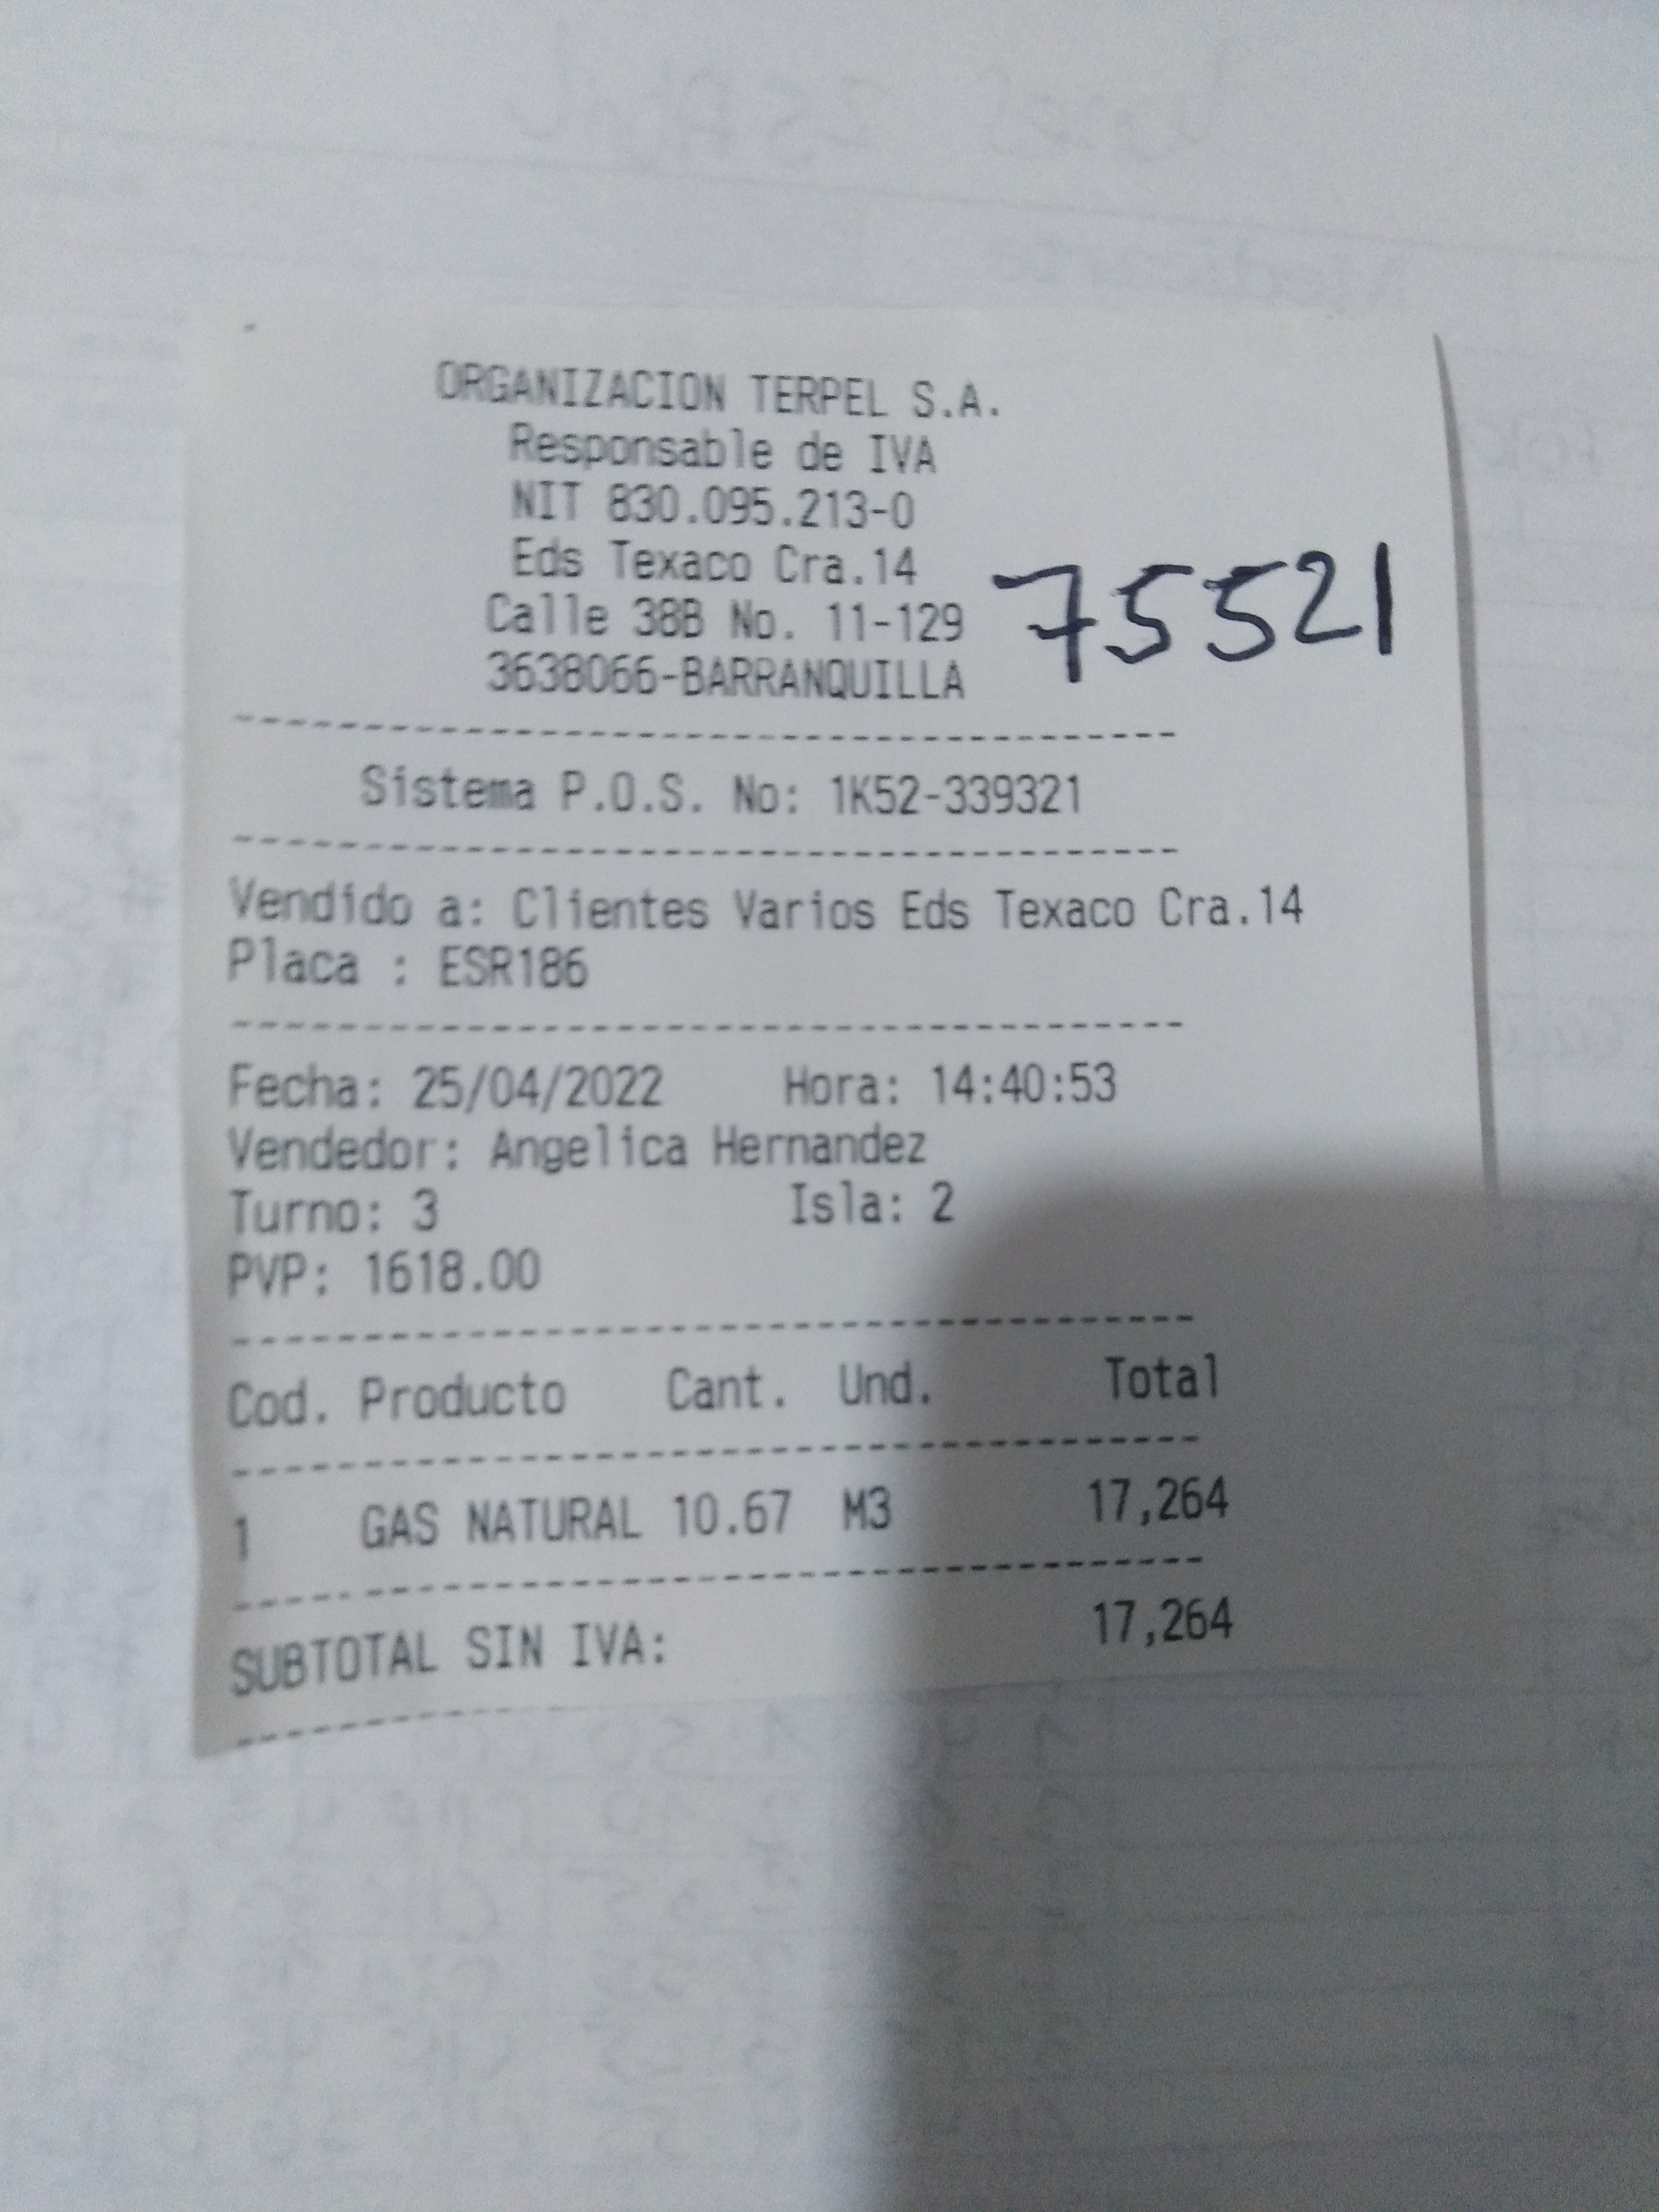 ORGANIZACION TERPEL S.A.
Responsable de IVA
NIT 830.095.213-0
Eds Texaco Cra.14
Calle 38B No. 11-129
3638066-BARRANQUILLA
75521
Sistema P.O.S. No: 1K52-339321
Vendido a: Clientes Varios Eds Texaco Cra.14
Placa : ESR186
Fecha: 25/04/2022 Hora: 14:40:53
Vendedor: Angelica Hernandez
Turno: 3 Isla: 2
PVP: 1618.00
Cod. Producto Cant. Und. Total
1 GAS NATURAL 10.67 M3 17,264
SUBTOTAL SIN IVA: 17,264